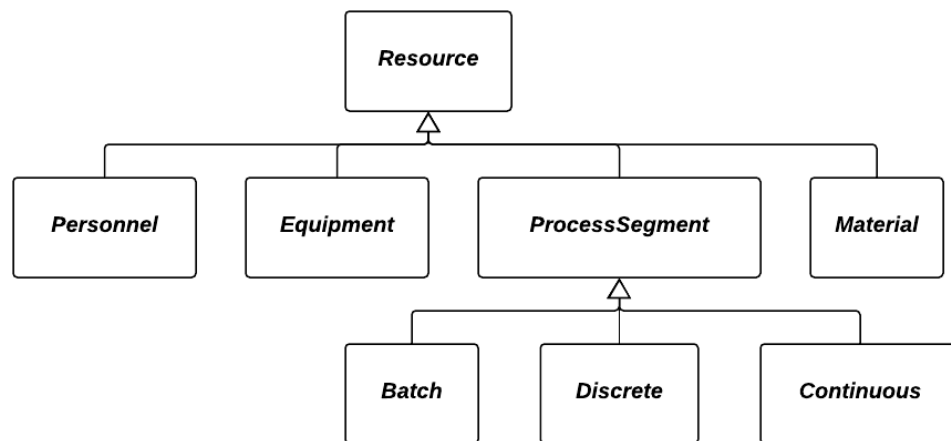 Resource
Personnel
Equipment
ProcessSegment
Material
Batch
Discrete
Continuous